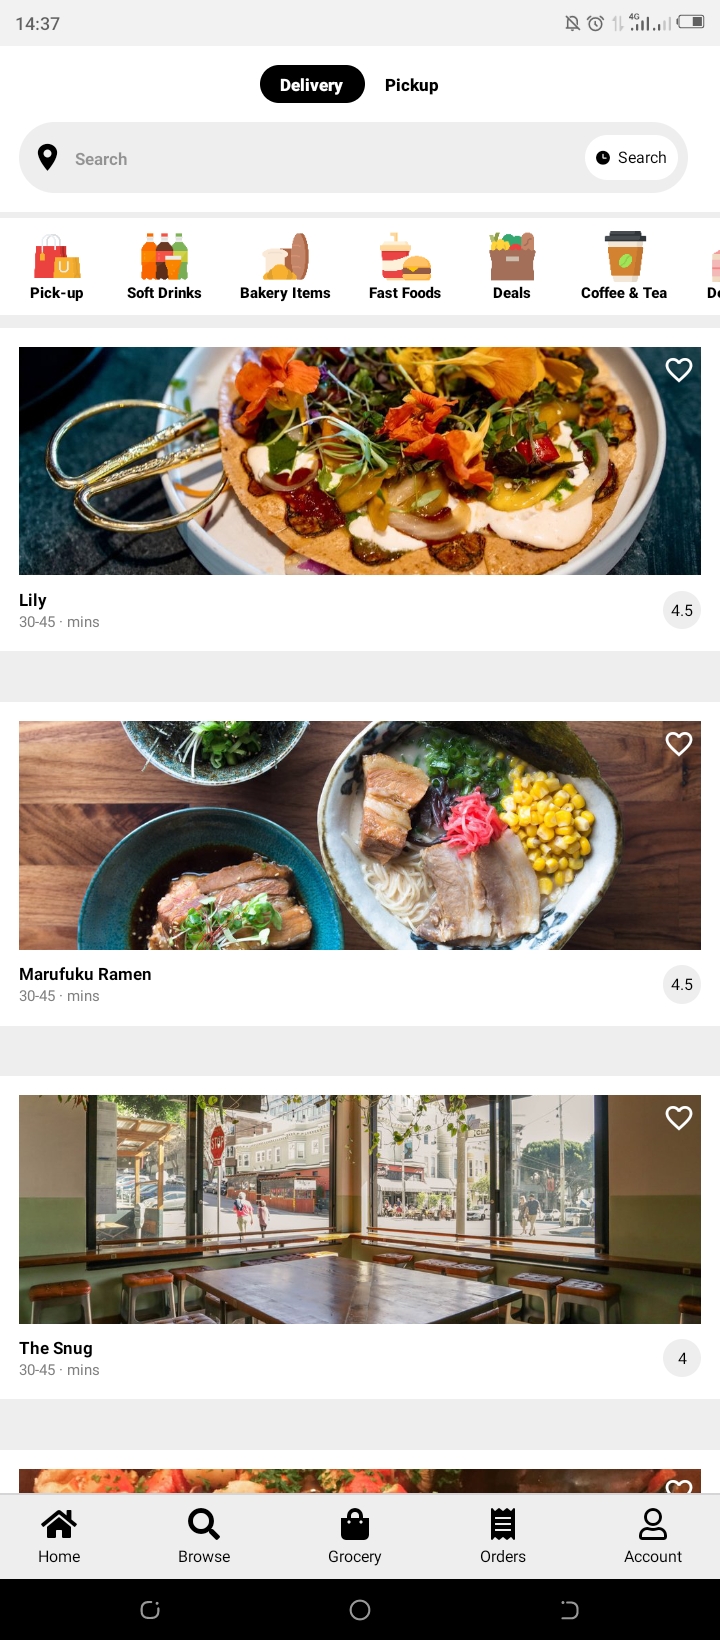 14:37
4G
Delivery Pickup
Search Search
Pick-up Soft Drinks Bakery Items Fast Foods Deals Coffee & Tea
STOP
Lily
30-45 · mins
4.5
Marufuku Ramen
30-45 · mins
4.5
The Snug
30-45 · mins
4
Home Browse Grocery Orders Account